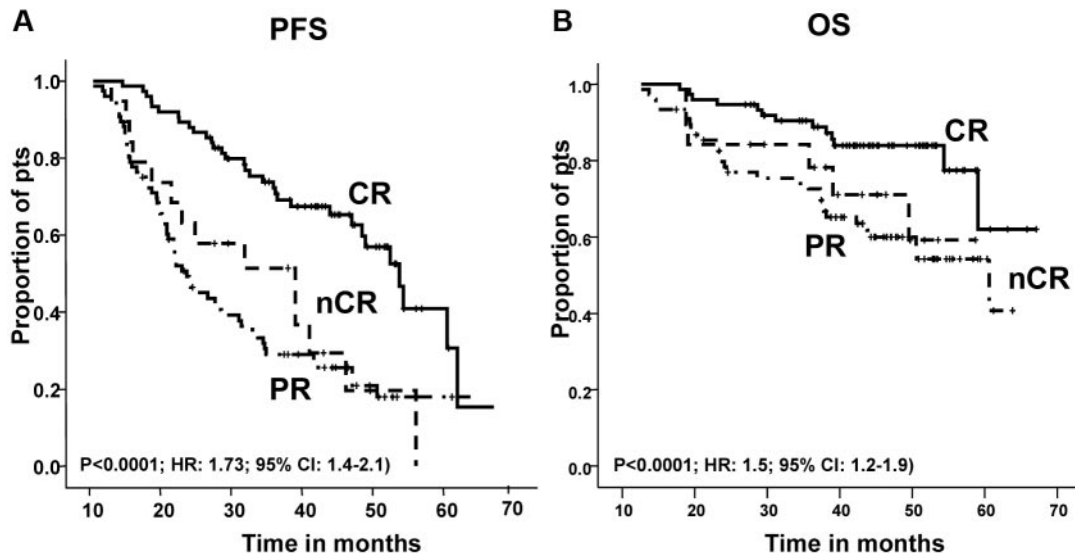 A
PFS
Proportion of pts
1.0
0.8
0.6
0.4
0.2
0.0
CR
nCR
PR
P<0.0001; HR: 1.73; 95% CI: 1.4-2.1)
10 20 30 40 50 60 70
Time in months
B
OS
Proportion of pts
1.0
0.8
0.6
0.4
0.2
0.0
CR
PR
nCR
P<0.0001; HR: 1.5; 95% CI: 1.2-1.9)
10 20 30 40 50 60 70
Time in months